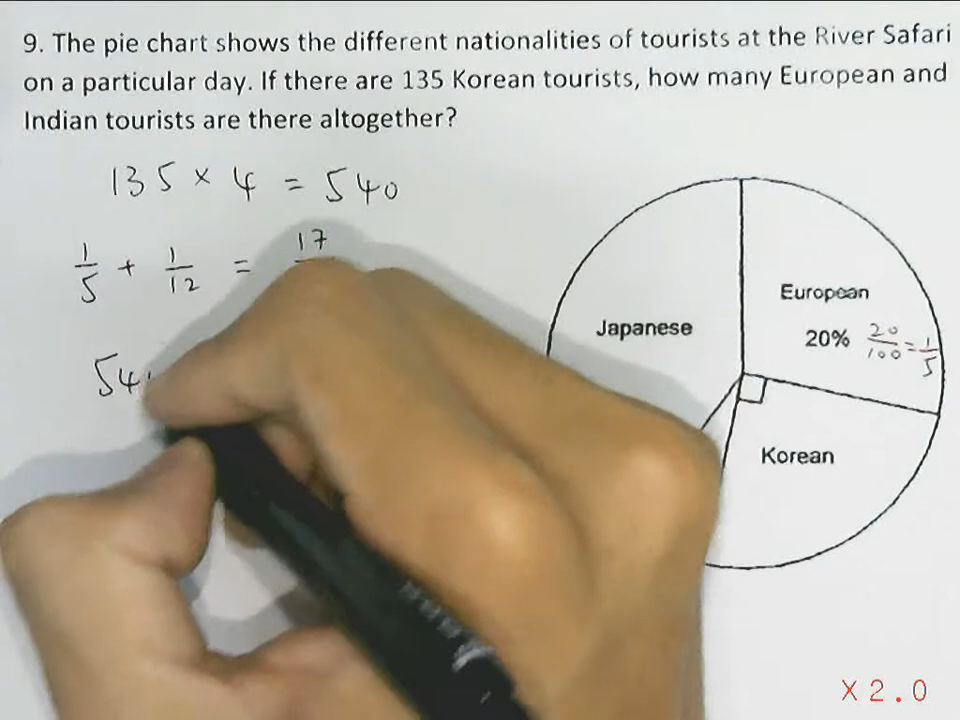 9. The pie chart shows the different nationalities of tourists at the River Safari
on a particular day. If there are 135 Korean tourists, how many European and
Indian tourists are there altogether?
135 × 4 = 540
1/5 + 1/12 = 17
54
Japanese
European
20% 20/100 = 1/5
Korean
X2.0